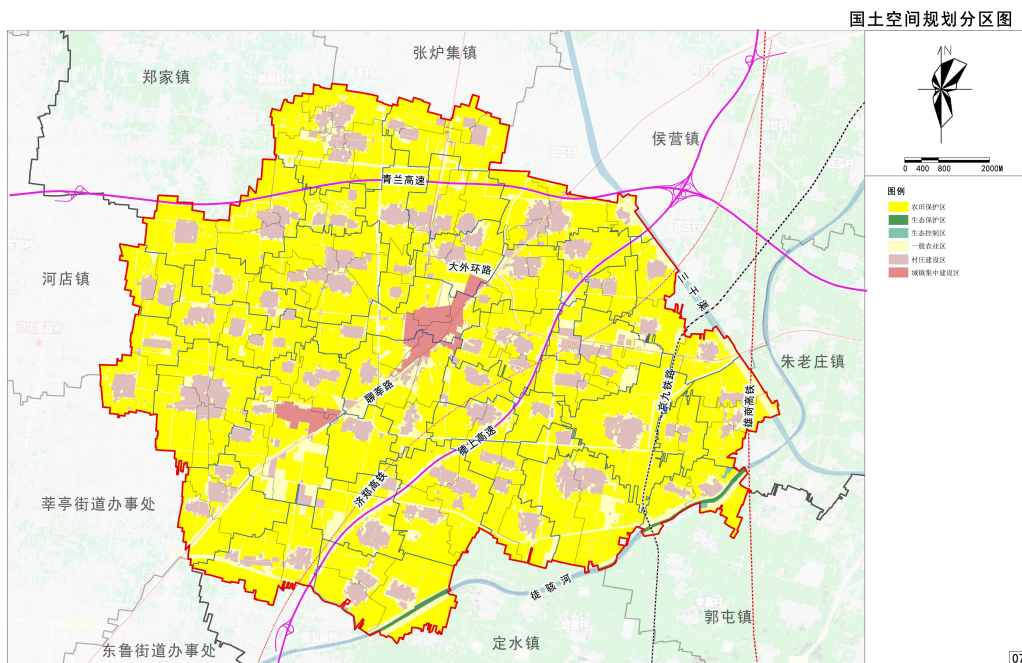 国土空间规划分区图
张炉集镇
郑家镇
N
侯营镇
0 400 800 2000M
图例
农田保护区
生态保护区
生态控制区
一般农业区
村庄建设区
城镇集中建设区
青兰高速
河店镇
大外环路
三干渠
朱老庄镇
聊莘路
京九铁路
雄商高铁
德上高速
济郑高铁
莘亭街道办事处
徒骇河
郭屯镇
定水镇
东鲁街道办事处
07